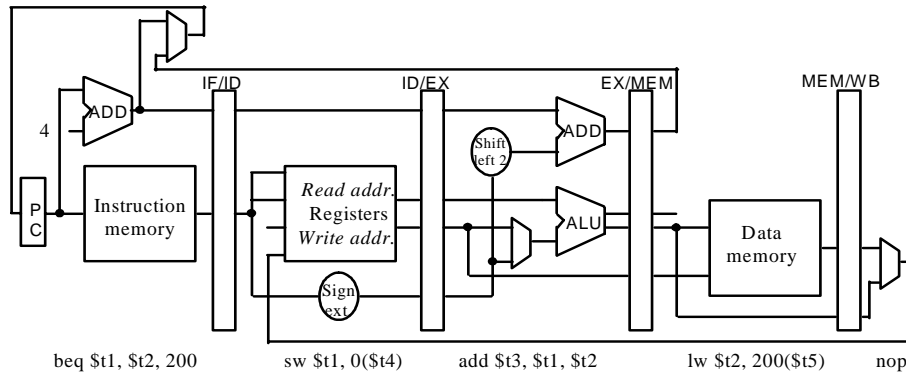 IF/ID
ID/EX
EX/MEM
MEM/WB
ADD
4
ADD
Shift
left 2
P
C
Instruction
memory
Read addr.
Registers
Write addr.
ALU
Data
memory
Sign
ext.
beq $t1, $t2, 200
sw $t1, 0($t4)
add $t3, $t1, $t2
lw $t2, 200($t5)
nop